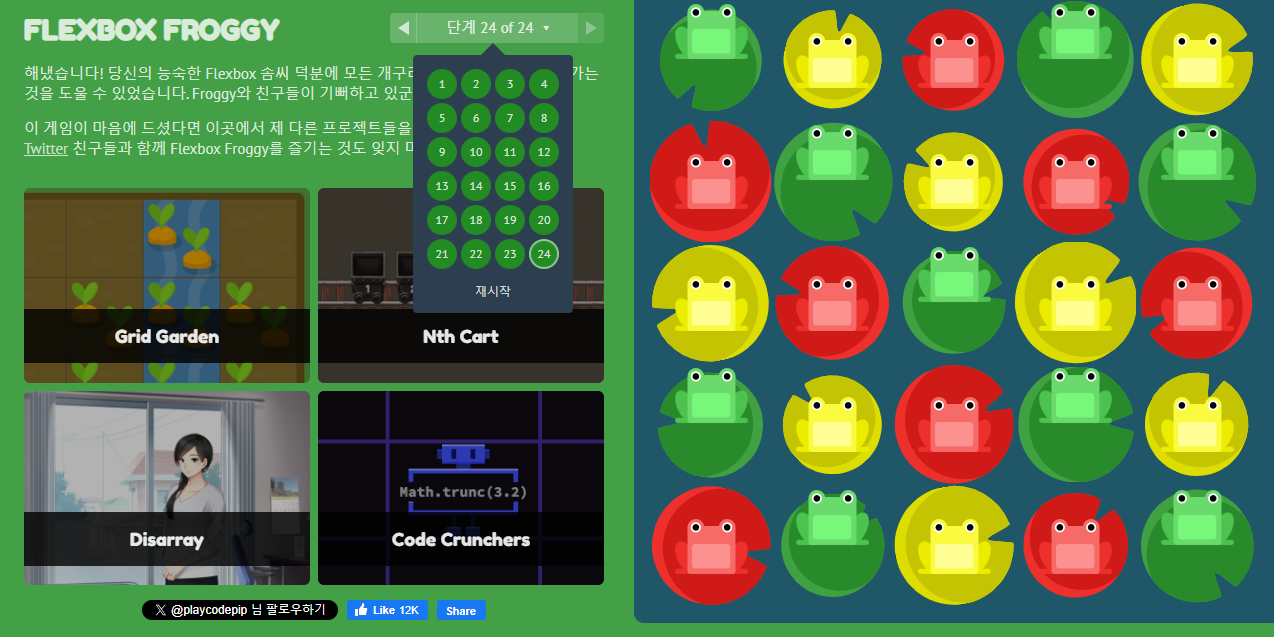 FLEXBOX FROGGY
단계 24 of 24
해냈습니다! 당신의 능숙한 Flexbox 솜씨 덕분에 모든 개구리 가는
것을 도울 수 있었습니다. Froggy와 친구들이 기뻐하고 있군
이 게임이 마음에 드셨다면 이곳에서 제 다른 프로젝트들을
Twitter 친구들과 함께 Flexbox Froggy를 즐기는 것도 잊지
1 2 3 4
5 6 7 8
9 10 11 12
13 14 15 16
17 18 19 20
21 22 23 24
재시작
1
Grid Garden
Nth Cart
Math.trunc(3.2)
Disarray
Code Crunchers
X @playcodepip 님 팔로우하기
Like 12K
Share